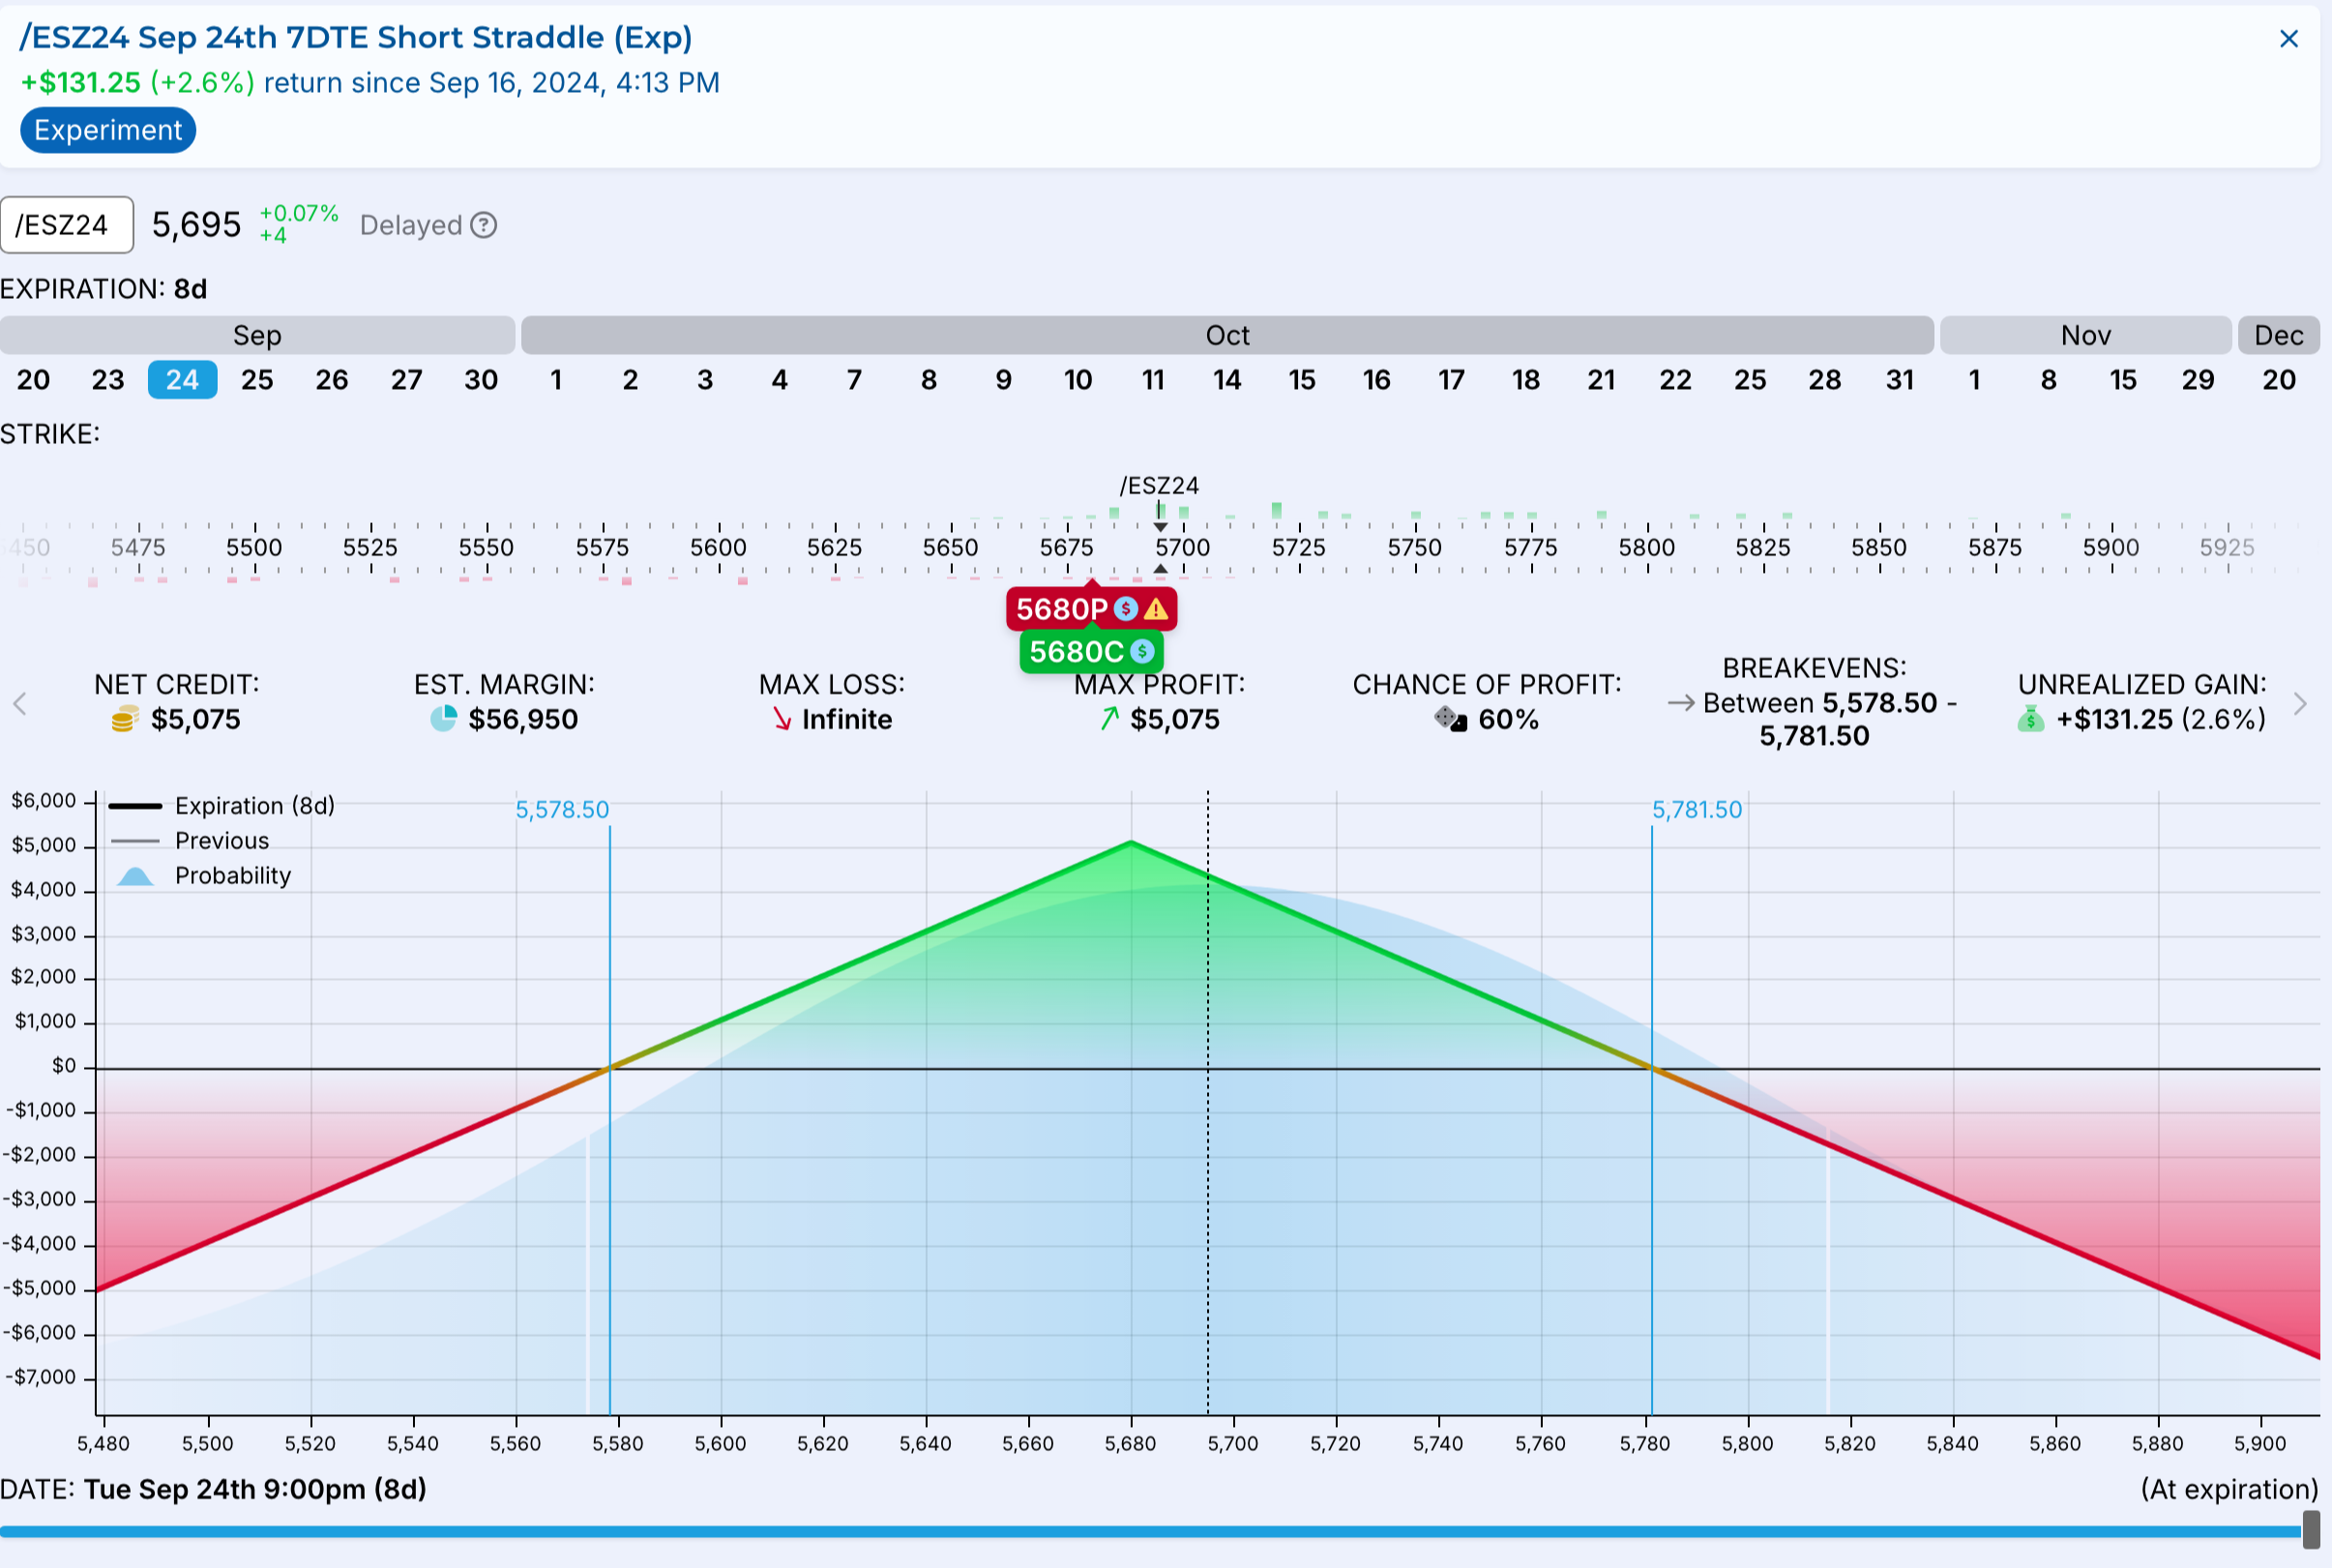 /ESZ24 Sep 24th 7DTE Short Straddle (Exp)
+$131.25 (+2.6%) return since Sep 16, 2024, 4:13 PM
Experiment
/ESZ24 5,695 +0.07% +4 Delayed ?
EXPIRATION: 8d
Sep Oct Nov Dec
20 23 24 25 26 27 30 1 2 3 4 7 8 9 10 11 14 15 16 17 18 21 22 25 28 31 1 8 15 29 20
STRIKE:
/ESZ24
5450 5475 5500 5525 5550 5575 5600 5625 5650 5675 5700 5725 5750 5775 5800 5825 5850 5875 5900 5925
5680P $
5680C $
NET CREDIT:
$5,075
EST. MARGIN:
$56,950
MAX LOSS:
Infinite
MAX PROFIT:
$5,075
CHANCE OF PROFIT:
60%
BREAKEVENS:
Between 5,578.50 -
5,781.50
UNREALIZED GAIN:
+$131.25 (2.6%)
Expiration (8d)
Previous
Probability
5,578.50
5,781.50
$6,000
$5,000
$4,000
$3,000
$2,000
$1,000
$0
-$1,000
-$2,000
-$3,000
-$4,000
-$5,000
-$6,000
-$7,000
5,480 5,500 5,520 5,540 5,560 5,580 5,600 5,620 5,640 5,660 5,680 5,700 5,720 5,740 5,760 5,780 5,800 5,820 5,840 5,860 5,880 5,900
DATE: Tue Sep 24th 9:00pm (8d)
(At expiration)